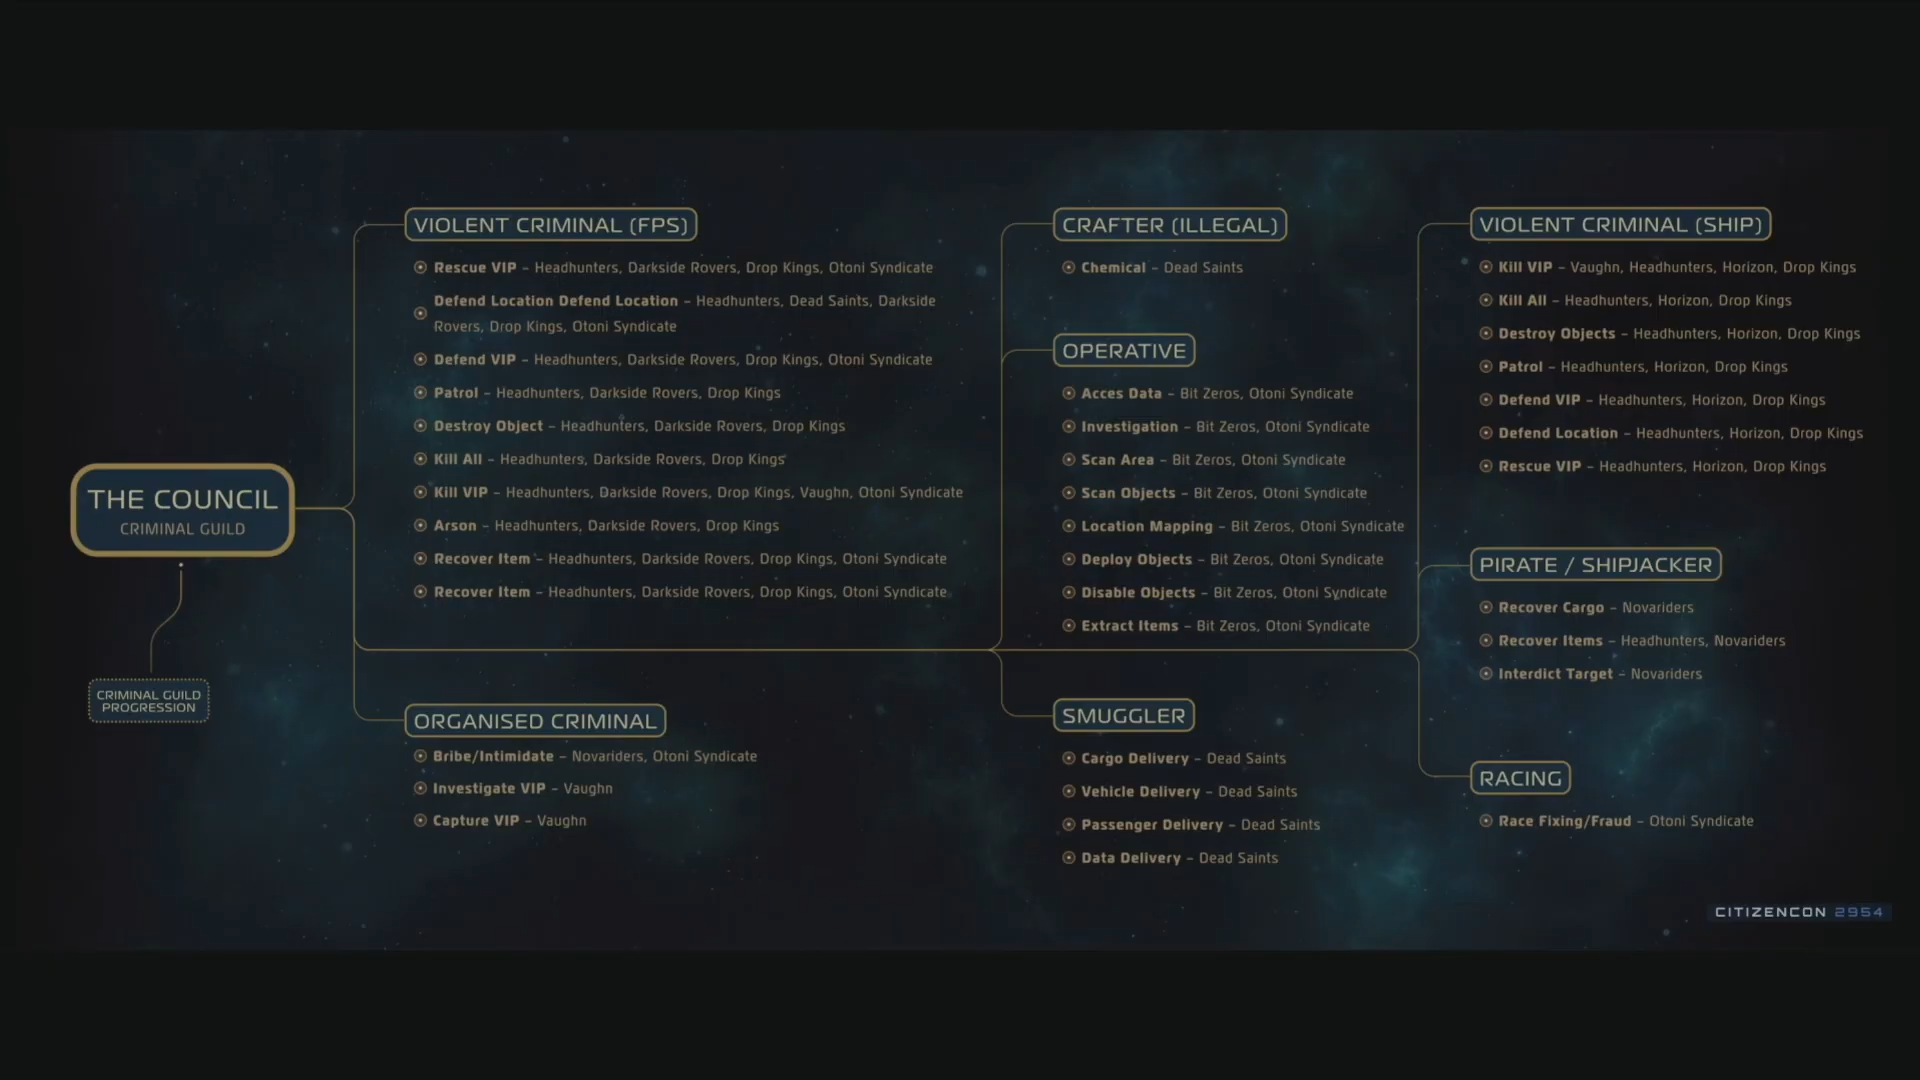 THE COUNCIL
CRIMINAL GUILD
CRIMINAL GUILD
PROGRESSION
VIOLENT CRIMINAL (FPS)
Rescue VIP – Headhunters, Darkside Rovers, Drop Kings, Otoni Syndicate
Defend Location Defend Location – Headhunters, Dead Saints, Darkside
Rovers, Drop Kings, Otoni Syndicate
Defend VIP – Headhunters, Darkside Rovers, Drop Kings, Otoni Syndicate
Patrol – Headhunters, Darkside Rovers, Drop Kings
Destroy Object – Headhunters, Darkside Rovers, Drop Kings
Kill All – Headhunters, Darkside Rovers, Drop Kings
Kill VIP – Headhunters, Darkside Rovers, Drop Kings, Vaughn, Otoni Syndicate
Arson – Headhunters, Darkside Rovers, Drop Kings
Recover Item – Headhunters, Darkside Rovers, Drop Kings, Otoni Syndicate
Recover Item – Headhunters, Darkside Rovers, Drop Kings, Otoni Syndicate
ORGANISED CRIMINAL
Bribe/Intimidate – Novariders, Otoni Syndicate
Investigate VIP – Vaughn
Capture VIP – Vaughn
CRAFTER (ILLEGAL)
Chemical – Dead Saints
OPERATIVE
Acces Data – Bit Zeros, Otoni Syndicate
Investigation – Bit Zeros, Otoni Syndicate
Scan Area – Bit Zeros, Otoni Syndicate
Scan Objects – Bit Zeros, Otoni Syndicate
Location Mapping – Bit Zeros, Otoni Syndicate
Deploy Objects – Bit Zeros, Otoni Syndicate
Disable Objects – Bit Zeros, Otoni Syndicate
Extract Items – Bit Zeros, Otoni Syndicate
SMUGGLER
Cargo Delivery – Dead Saints
Vehicle Delivery – Dead Saints
Passenger Delivery – Dead Saints
Data Delivery – Dead Saints
VIOLENT CRIMINAL (SHIP)
Kill VIP – Vaughn, Headhunters, Horizon, Drop Kings
Kill All – Headhunters, Horizon, Drop Kings
Destroy Objects – Headhunters, Horizon, Drop Kings
Patrol – Headhunters, Horizon, Drop Kings
Defend VIP – Headhunters, Horizon, Drop Kings
Defend Location – Headhunters, Horizon, Drop Kings
Rescue VIP – Headhunters, Horizon, Drop Kings
PIRATE / SHIPJACKER
Recover Cargo – Novariders
Recover Items – Headhunters, Novariders
Interdict Target – Novariders
RACING
Race Fixing/Fraud – Otoni Syndicate
CITIZENCON 2954